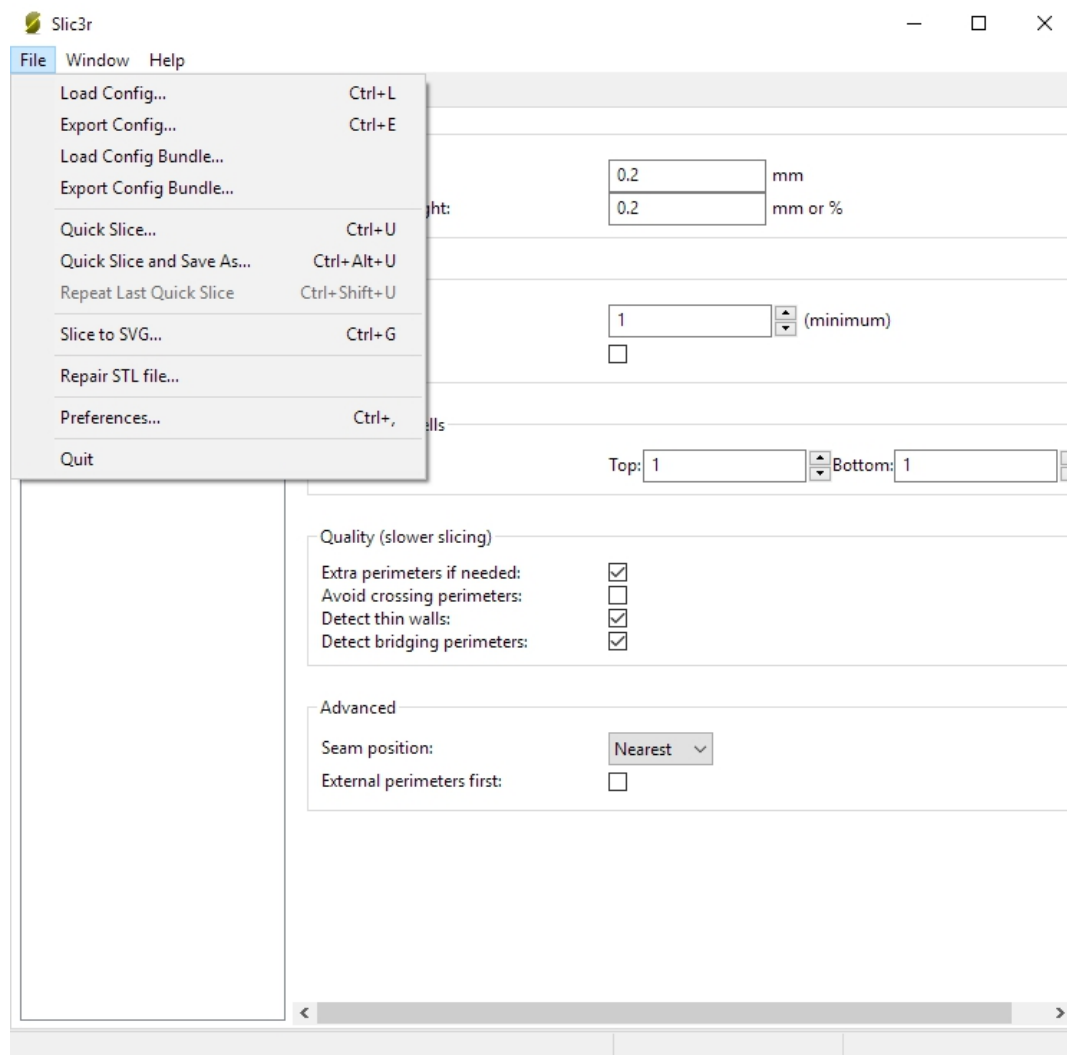 Slic3r
File Window Help
Load Config... Ctrl+L
Export Config... Ctrl+E
Load Config Bundle...
Export Config Bundle...
Quick Slice... Ctrl+U
Quick Slice and Save As... Ctrl+Alt+U
Repeat Last Quick Slice Ctrl+Shift+U
Slice to SVG... Ctrl+G
Repair STL file...
Preferences... Ctrl+,
Quit
0.2 mm
0.2 mm or %
1 (minimum)
Top: 1 Bottom: 1
Quality (slower slicing)
Extra perimeters if needed:
Avoid crossing perimeters:
Detect thin walls:
Detect bridging perimeters:
Advanced
Seam position: Nearest
External perimeters first: